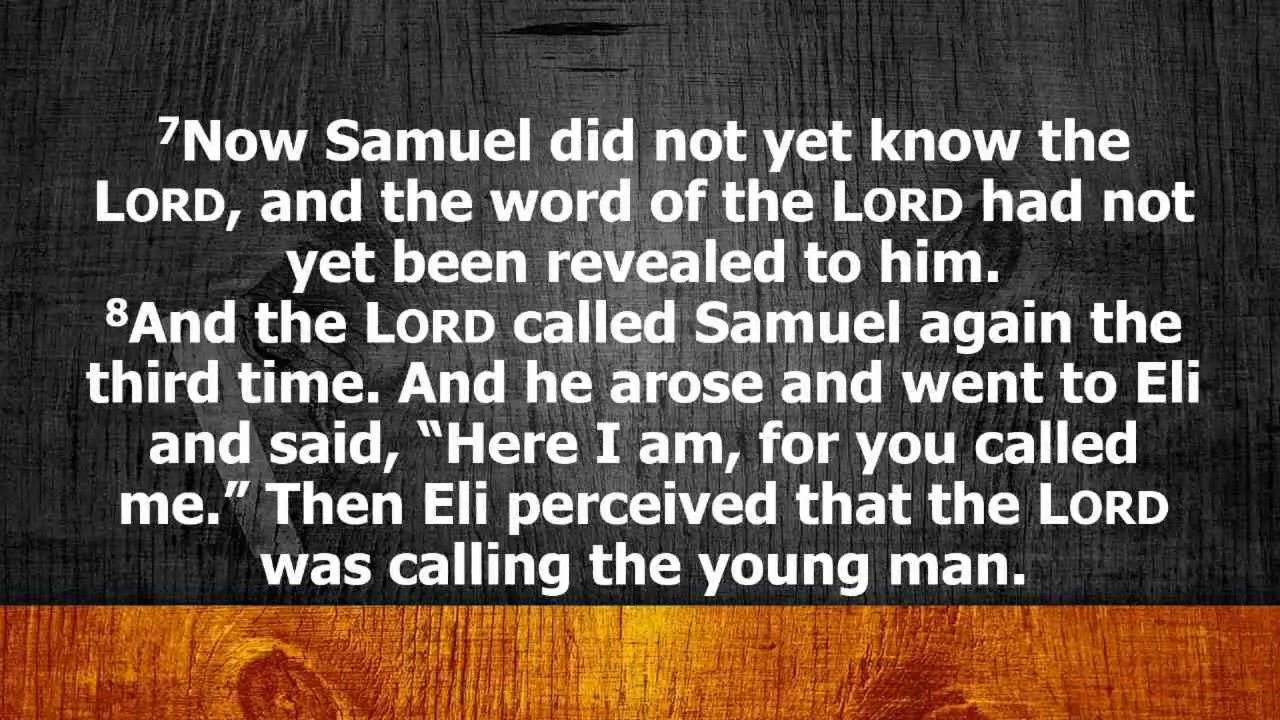 ⁷Now Samuel did not yet know the
LORD, and the word of the LORD had not
yet been revealed to him.
⁸And the LORD called Samuel again the
third time. And he arose and went to Eli
and said, “Here I am, for you called
me.” Then Eli perceived that the LORD
was calling the young man.